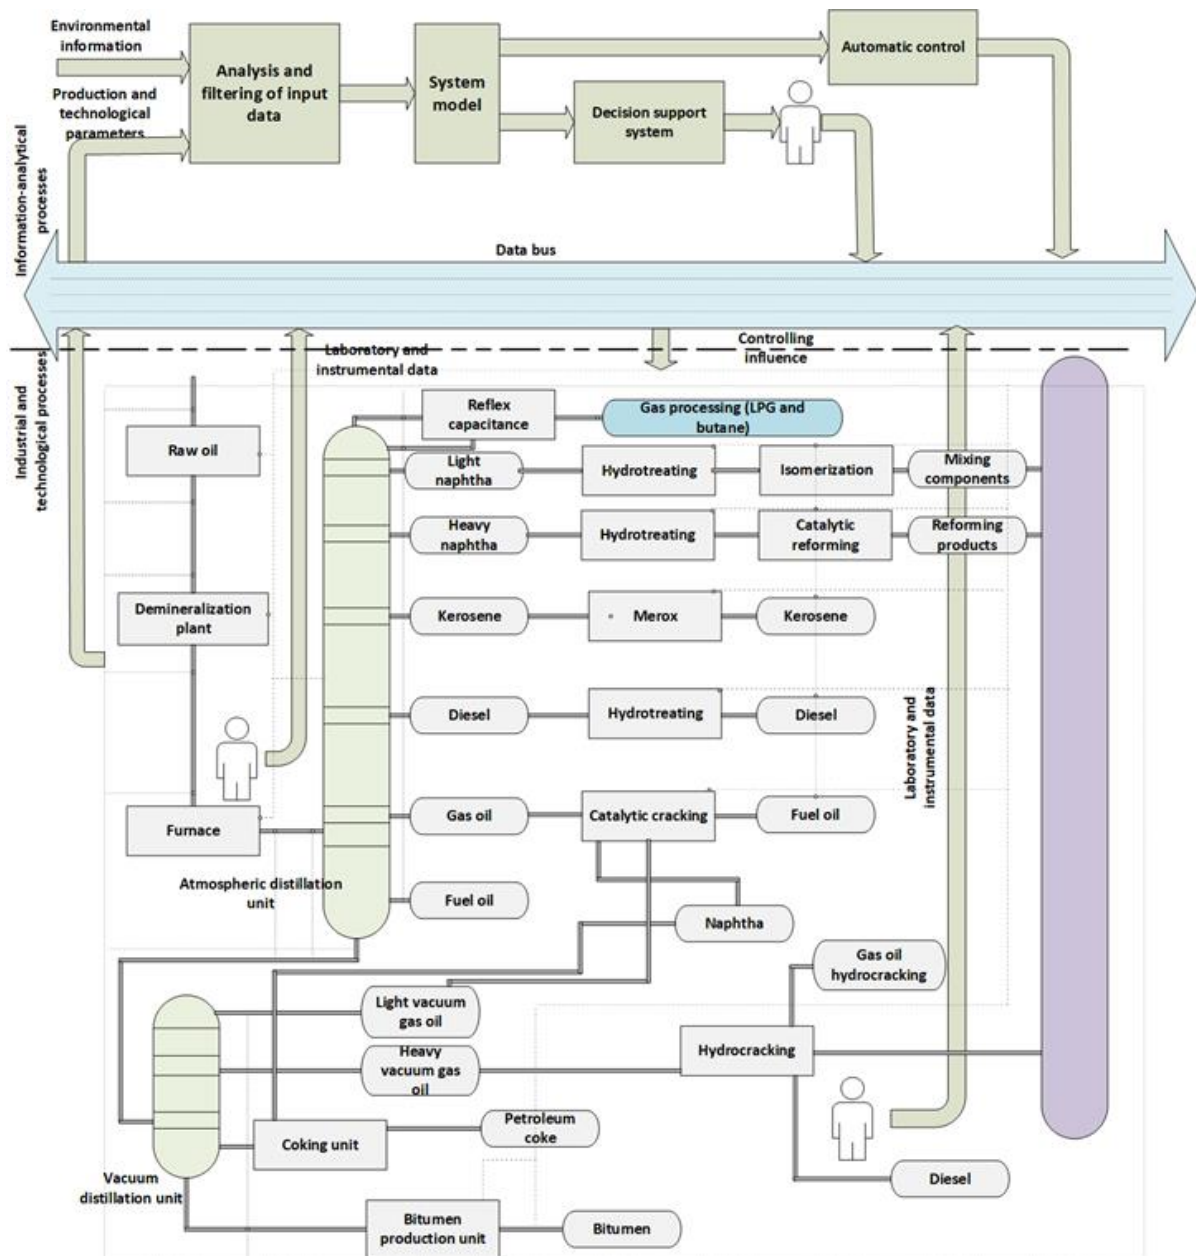 Environmental
information
Production and
technological
parameters
Analysis and
filtering of input
data
System
model
Automatic control
Decision support
system
Information-analytical
processes
Data bus
Industrial and
technological processes
Laboratory and
instrumental data
Controlling
influence
Raw oil
Reflex
capacitance
Gas processing (LPG and
butane)
Light
naphtha
Hydrotreating
Isomerization
Mixing
components
Heavy
naphtha
Hydrotreating
Catalytic
reforming
Reforming
products
Demineralization
plant
Kerosene
Merox
Kerosene
Diesel
Hydrotreating
Diesel
Laboratory and
instrumental data
Furnace
Gas oil
Catalytic cracking
Fuel oil
Atmospheric distillation
unit
Fuel oil
Naphtha
Gas oil
hydrocracking
Light vacuum
gas oil
Heavy
vacuum gas
oil
Hydrocracking
Petroleum
coke
Coking unit
Vacuum
distillation unit
Diesel
Bitumen
production unit
Bitumen